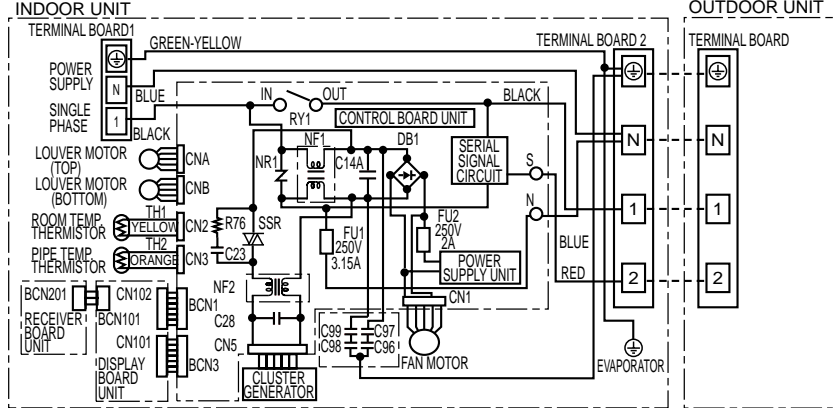 INDOOR UNIT
OUTDOOR UNIT
TERMINAL BOARD1
GREEN-YELLOW
TERMINAL BOARD 2
TERMINAL BOARD
POWER
SUPPLY
N
BLUE
SINGLE
PHASE
1
BLACK
IN
OUT
RY1
BLACK
CONTROL BOARD UNIT
LOUVER MOTOR
(TOP)
CNA
LOUVER MOTOR
(BOTTOM)
CNB
NF1
NR1
C14A
DB1
SERIAL
SIGNAL
CIRCUIT
S
N
N
N
ROOM TEMP.
THERMISTOR
TH1
YELLOW
CN2
PIPE TEMP.
THERMISTOR
TH2
ORANGE
CN3
R76
SSR
C23
FU1
250V
3.15A
FU2
250V
2A
POWER
SUPPLY UNIT
BLUE
RED
1
1
2
2
BCN201
RECEIVER
BOARD
UNIT
CN102
BCN101
BCN1
CN101
BCN3
DISPLAY
BOARD
UNIT
NF2
C28
CN5
CLUSTER
GENERATOR
C99
C98
C97
C96
CN1
FAN MOTOR
EVAPORATOR